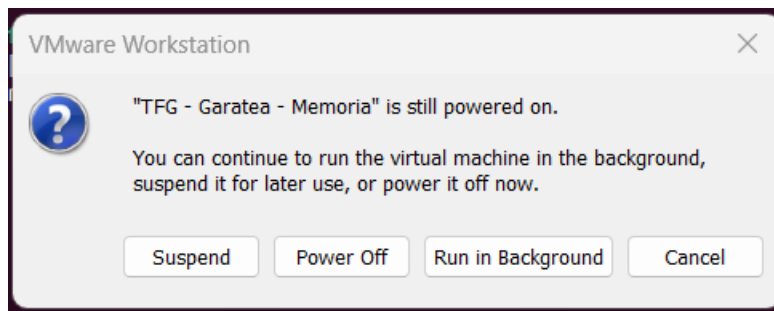 VMware Workstation
"TFG - Garatea - Memoria" is still powered on.
You can continue to run the virtual machine in the background,
suspend it for later use, or power it off now.
Suspend
Power Off
Run in Background
Cancel